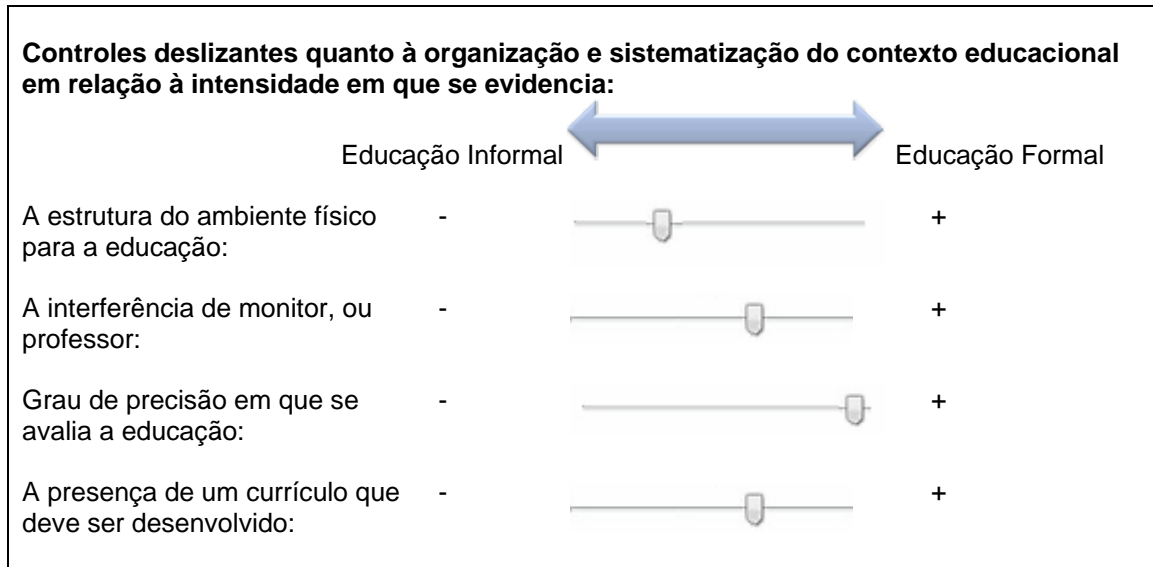 Controles deslizantes quanto à organização e sistematização do contexto educacional
em relação à intensidade em que se evidencia:
Educação Informal Educação Formal
A estrutura do ambiente físico - +
para a educação:
A interferência de monitor, ou - +
professor:
Grau de precisão em que se - +
avalia a educação:
A presença de um currículo que - +
deve ser desenvolvido: